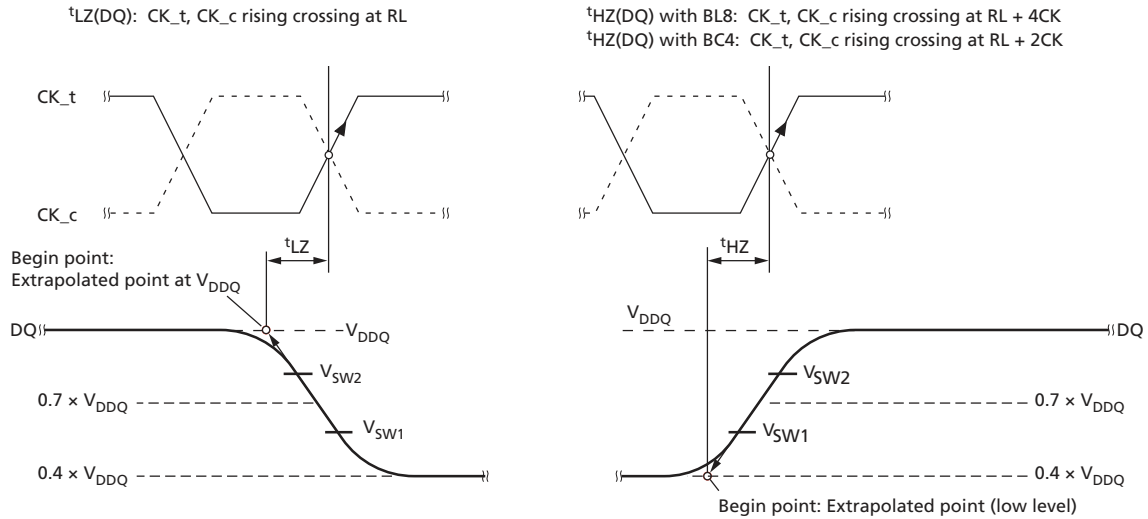 tLZ(DQ): CK_t, CK_c rising crossing at RL
tHZ(DQ) with BL8: CK_t, CK_c rising crossing at RL + 4CK
tHZ(DQ) with BC4: CK_t, CK_c rising crossing at RL + 2CK
CK_t
CK_c
tLZ
tHZ
Begin point:
Extrapolated point at VDDQ
DQ
VDDQ
VSW2
0.7 × VDDQ
VSW1
0.4 × VDDQ
VDDQ
DQ
VSW2
0.7 × VDDQ
VSW1
0.4 × VDDQ
Begin point: Extrapolated point (low level)